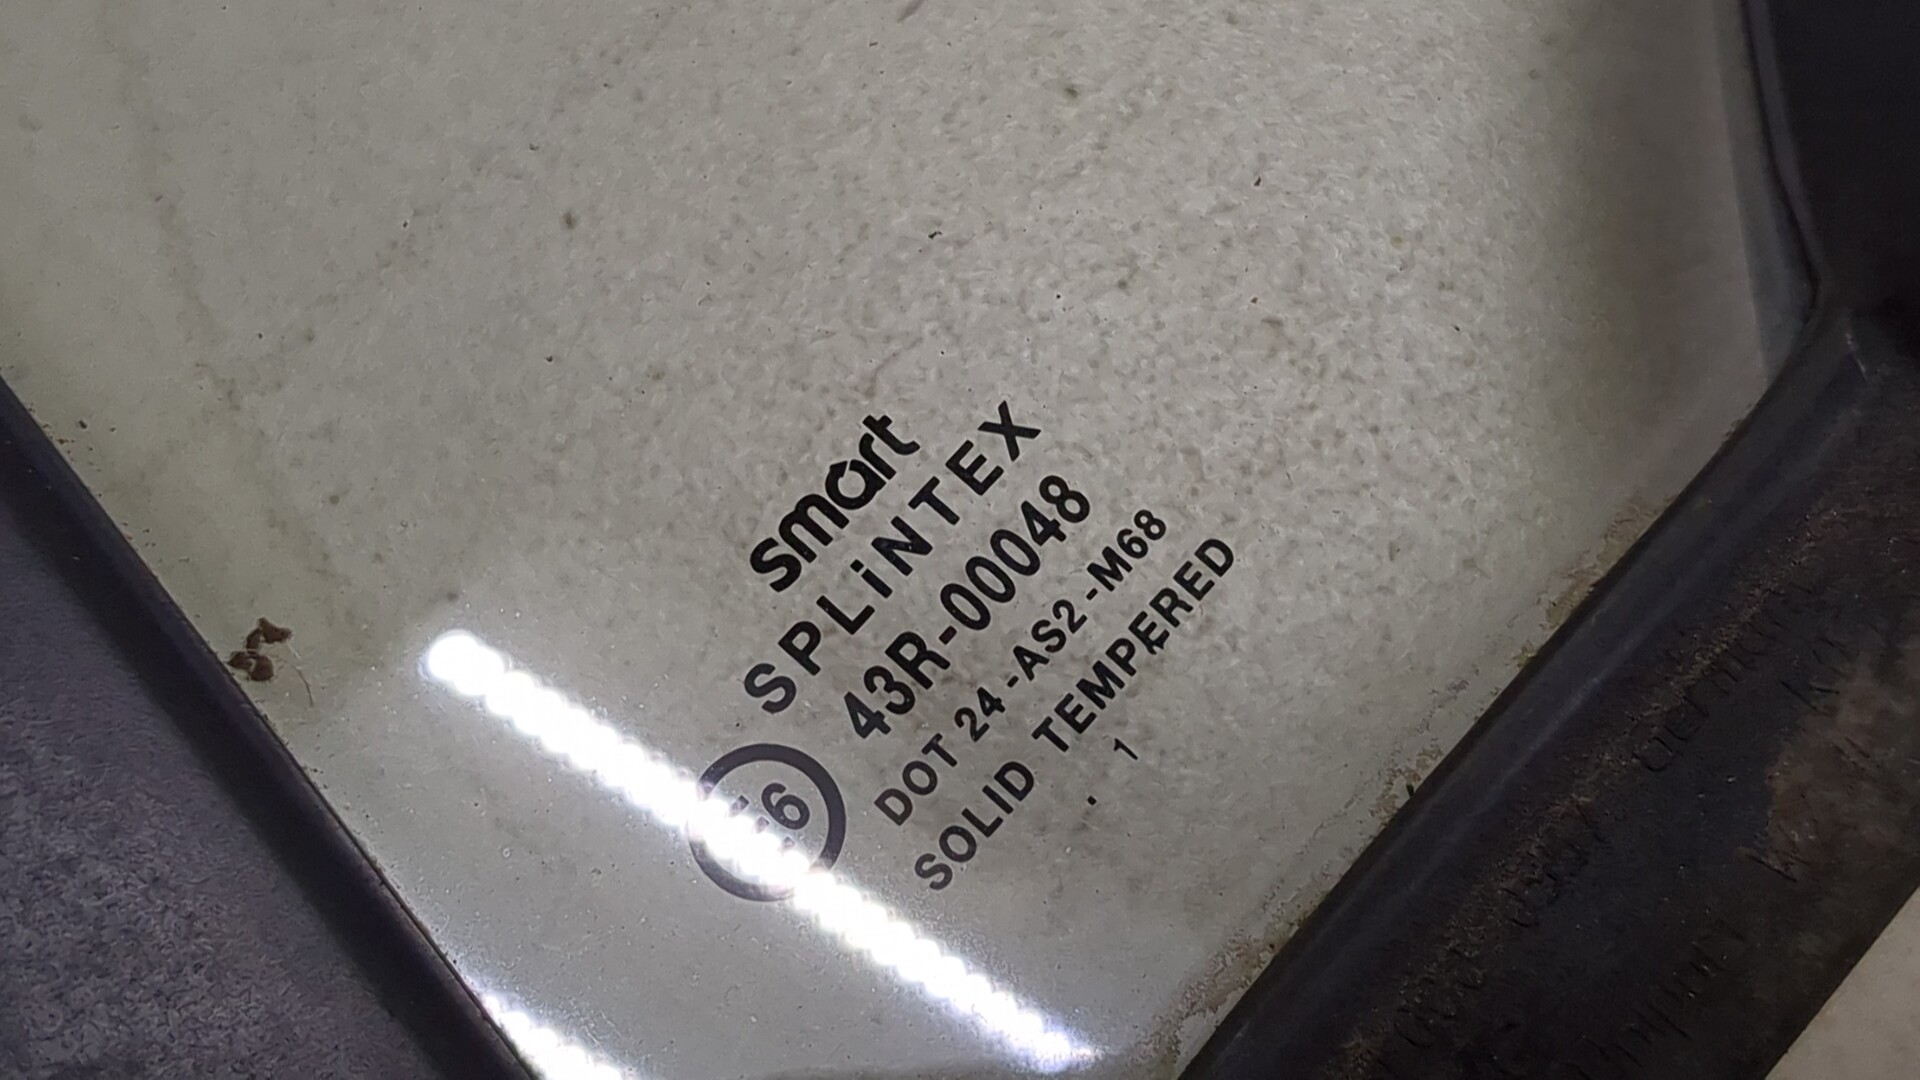 smart
SPLiNTEX
43R-00048
DOT 24-AS2-M68
SOLID TEMPERED
. 1